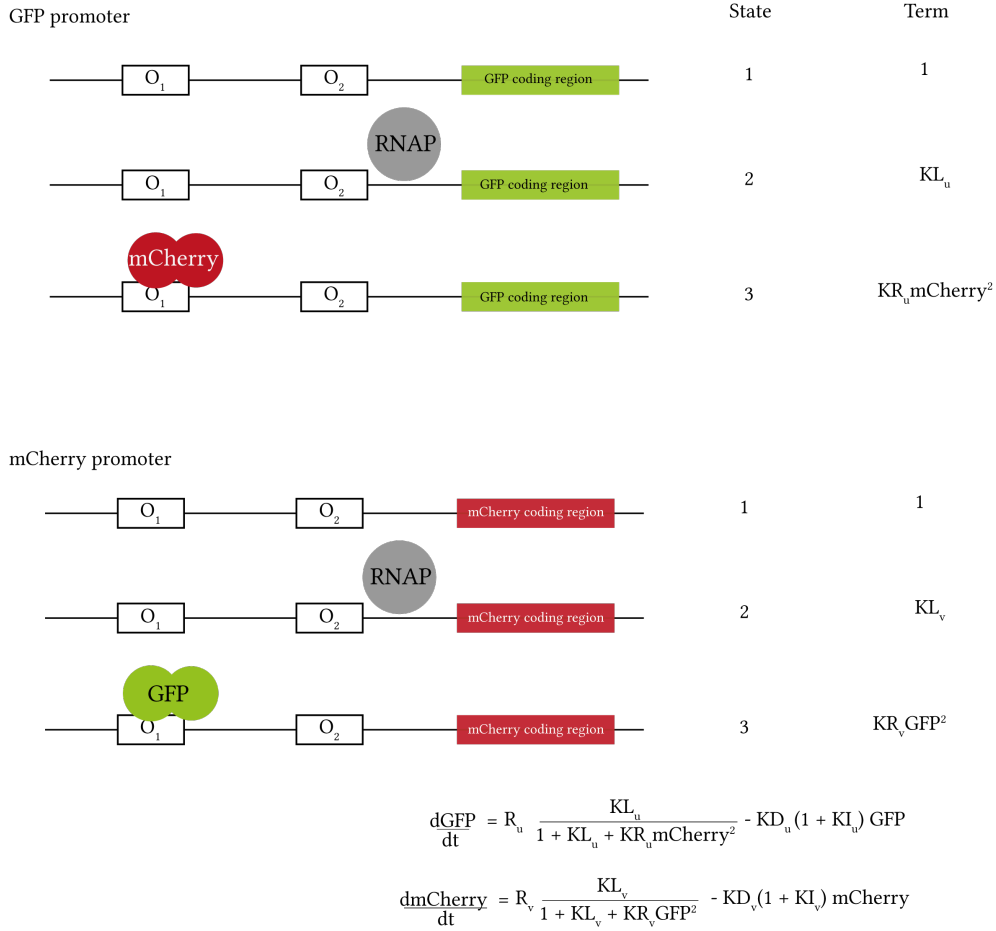 GFP promoter State Term
O₁ O₂ GFP coding region 1 1
RNAP
O₁ O₂ GFP coding region 2 KLᵤ
mCherry
O₁ O₂ GFP coding region 3 KRᵤmCherry²
mCherry promoter
O₁ O₂ mCherry coding region 1 1
RNAP
O₁ O₂ mCherry coding region 2 KLᵥ
GFP
O₁ O₂ mCherry coding region 3 KRᵥGFP²
dGFP/dt = Rᵤ KLᵤ/(1 + KLᵤ + KRᵤmCherry²) - KDᵤ(1 + KIᵤ) GFP
dmCherry/dt = Rᵥ KLᵥ/(1 + KLᵥ + KRᵥGFP²) - KDᵥ(1 + KIᵥ) mCherry